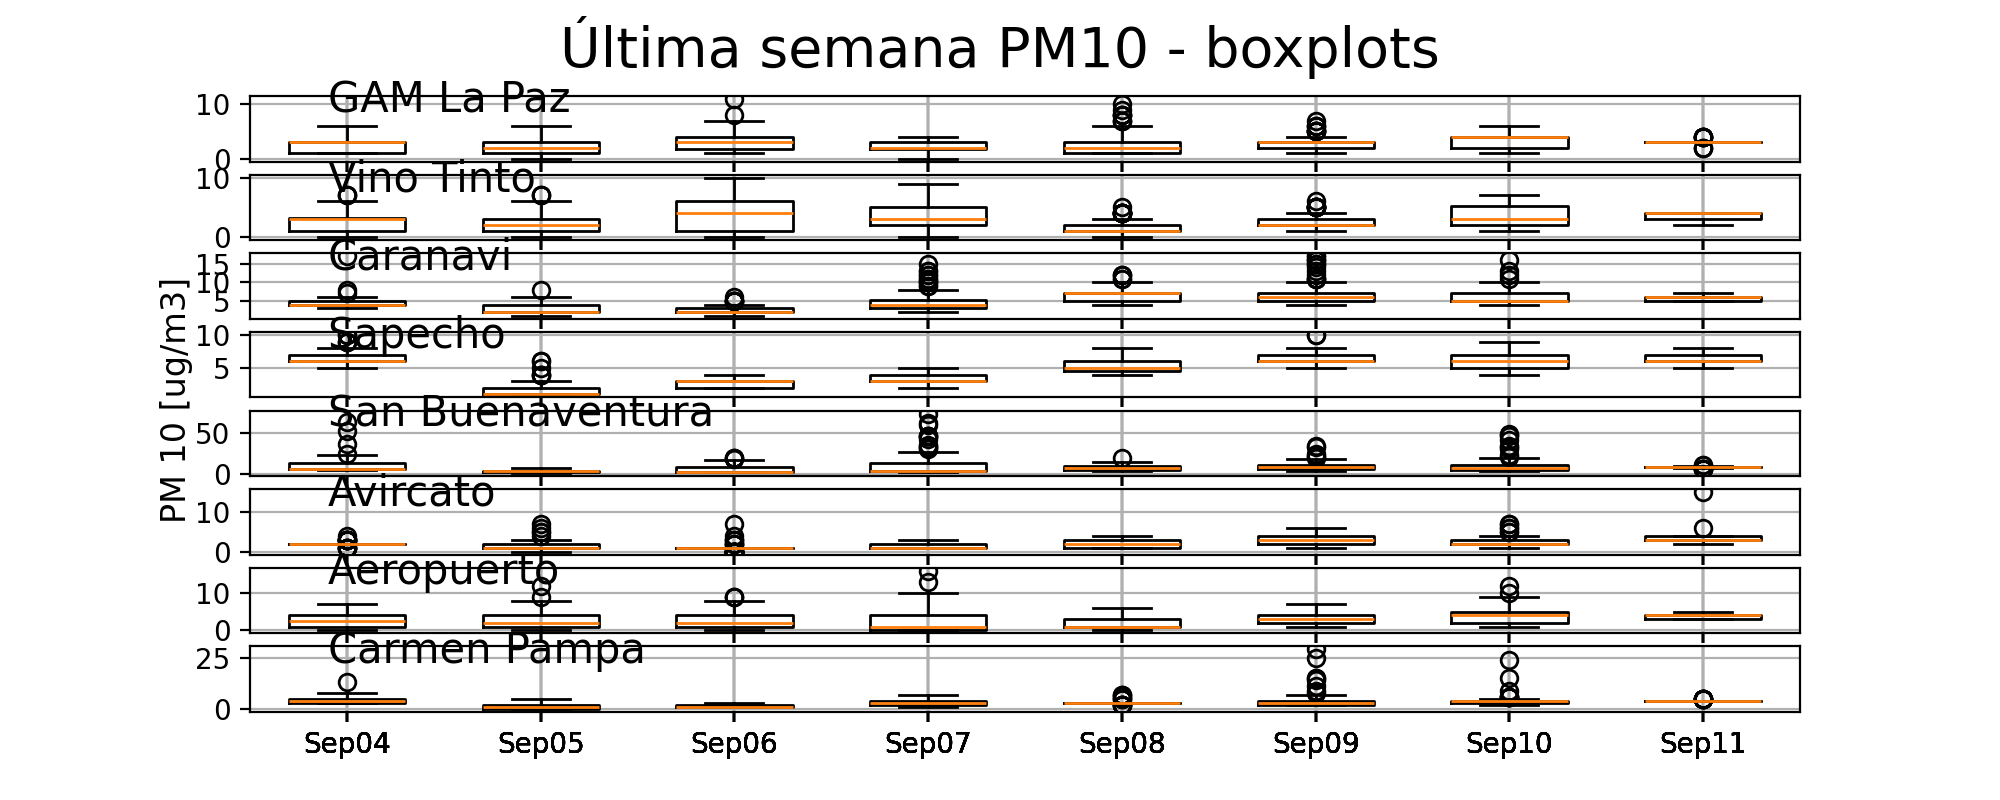 Última semana PM10 - boxplots
PM 10 [ug/m3]
GAM La Paz
10
0
Vino Tinto
10
0
Caranavi
15
10
5
Sapecho
10
5
San Buenaventura
50
0
Avircato
10
0
Aeropuerto
10
0
Carmen Pampa
25
0
Sep04 Sep05 Sep06 Sep07 Sep08 Sep09 Sep10 Sep11